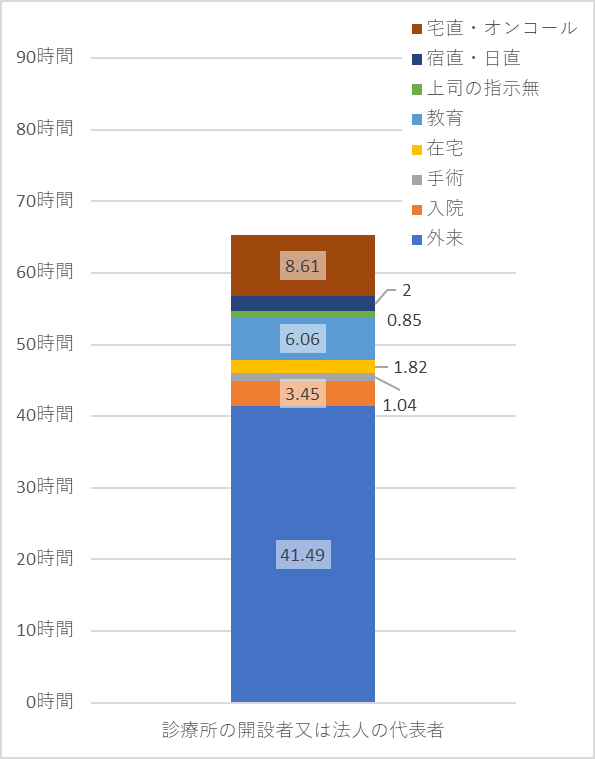 宅直・オンコール
宿直・日直
上司の指示無
教育
在宅
手術
入院
外来
90時間
80時間
70時間
60時間
50時間
40時間
30時間
20時間
10時間
0時間
8.61
2
0.85
6.06
1.82
1.04
3.45
41.49
診療所の開設者又は法人の代表者